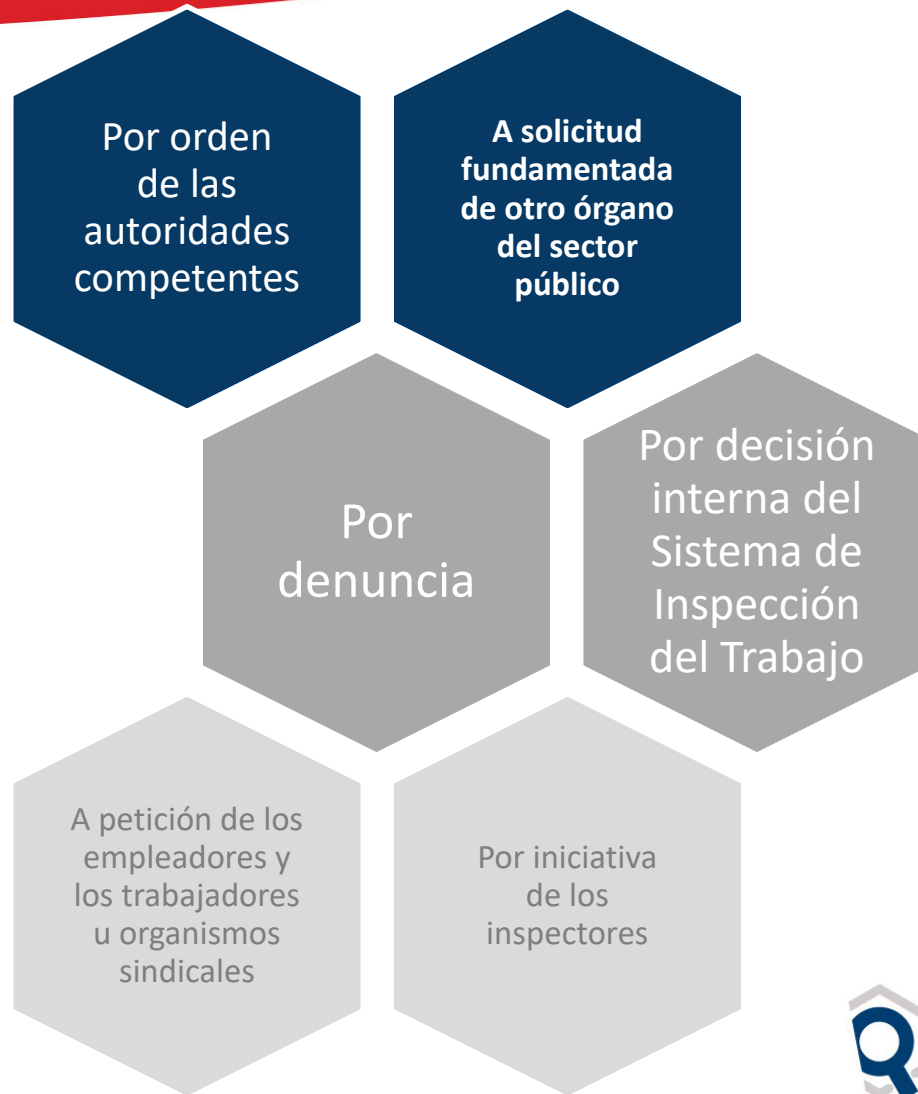 Por orden
de las
autoridades
competentes
A solicitud
fundamentada
de otro órgano
del sector
público
Por
denuncia
Por decisión
interna del
Sistema de
Inspección
del Trabajo
A petición de los
empleadores y
los trabajadores
u organismos
sindicales
Por iniciativa
de los
inspectores